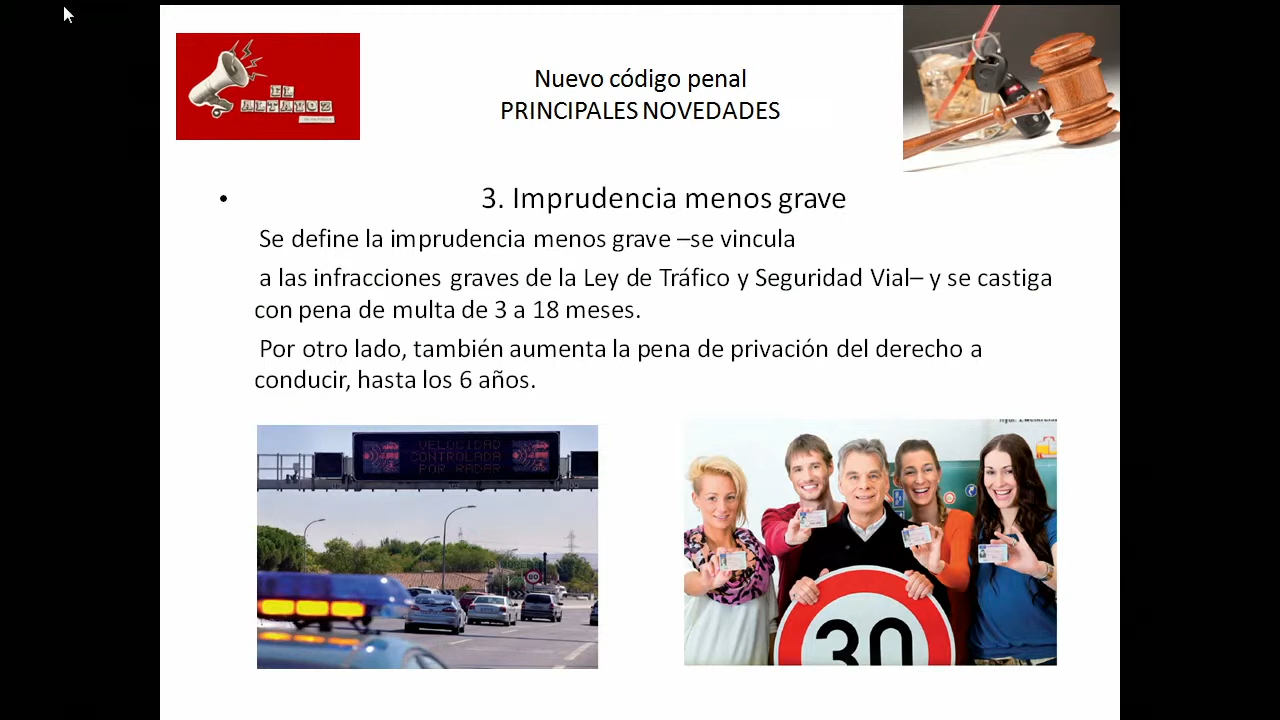 EL
ALTAVOZ
Nuevo código penal
PRINCIPALES NOVEDADES
• 3. Imprudencia menos grave
Se define la imprudencia menos grave –se vincula
a las infracciones graves de la Ley de Tráfico y Seguridad Vial– y se castiga
con pena de multa de 3 a 18 meses.
Por otro lado, también aumenta la pena de privación del derecho a
conducir, hasta los 6 años.
VELOCIDAD
CONTROLADA
POR RADAR
80
30